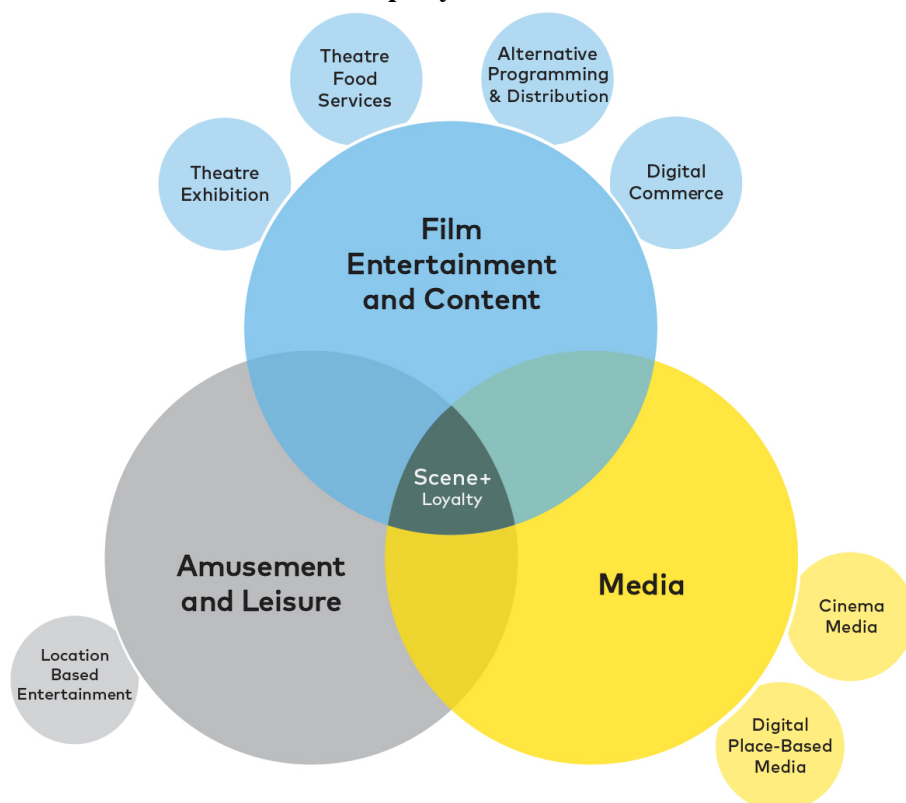 Theatre
Food
Services
Alternative
Programming
& Distribution
Theatre
Exhibition
Digital
Commerce
Film
Entertainment
and Content
Scene+
Loyalty
Amusement
and Leisure
Media
Cinema
Media
Location
Based
Entertainment
Digital
Place-Based
Media